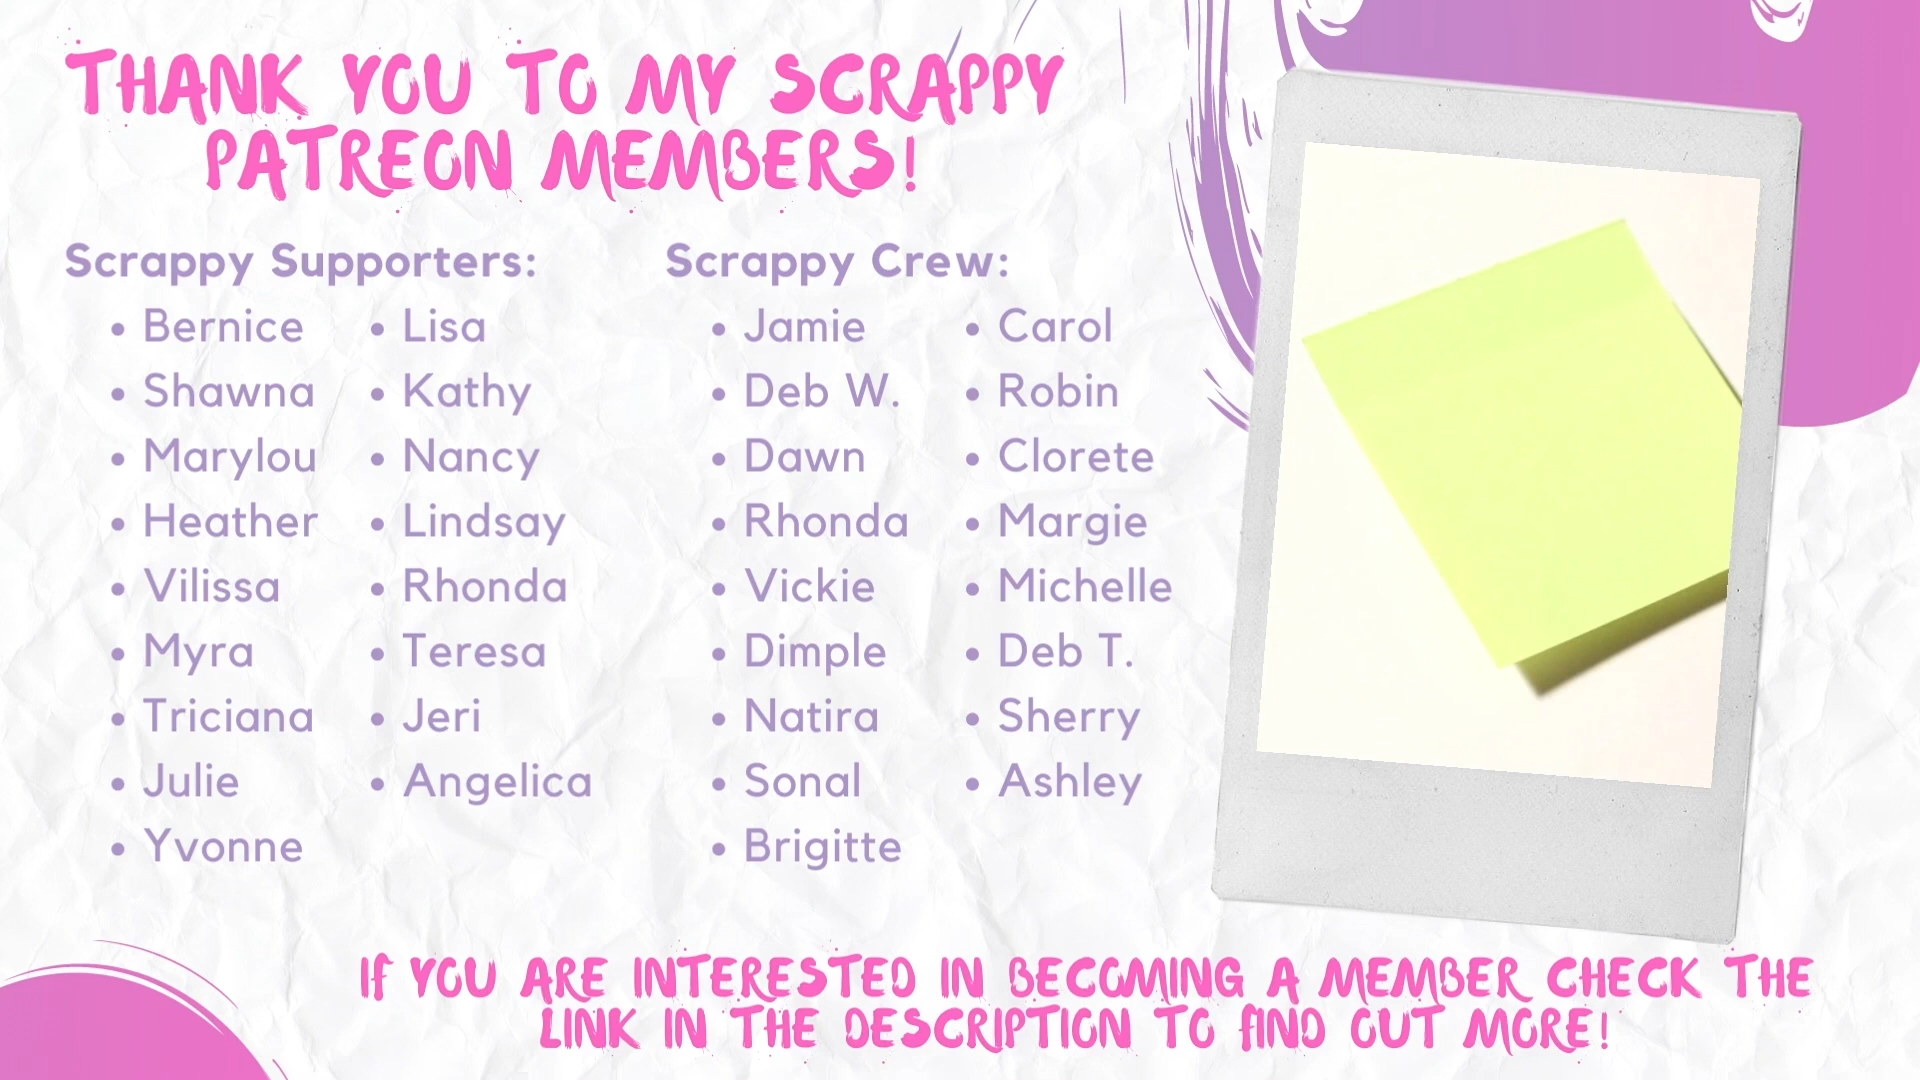 THANK YOU TO MY SCRAPPY
PATREON MEMBERS!
Scrappy Supporters:
• Bernice
• Shawna
• Marylou
• Heather
• Vilissa
• Myra
• Triciana
• Julie
• Yvonne
• Lisa
• Kathy
• Nancy
• Lindsay
• Rhonda
• Teresa
• Jeri
• Angelica
Scrappy Crew:
• Jamie
• Deb W.
• Dawn
• Rhonda
• Vickie
• Dimple
• Natira
• Sonal
• Brigitte
• Carol
• Robin
• Clorete
• Margie
• Michelle
• Deb T.
• Sherry
• Ashley
IF YOU ARE INTERESTED IN BECOMING A MEMBER CHECK THE
LINK IN THE DESCRIPTION TO FIND OUT MORE!